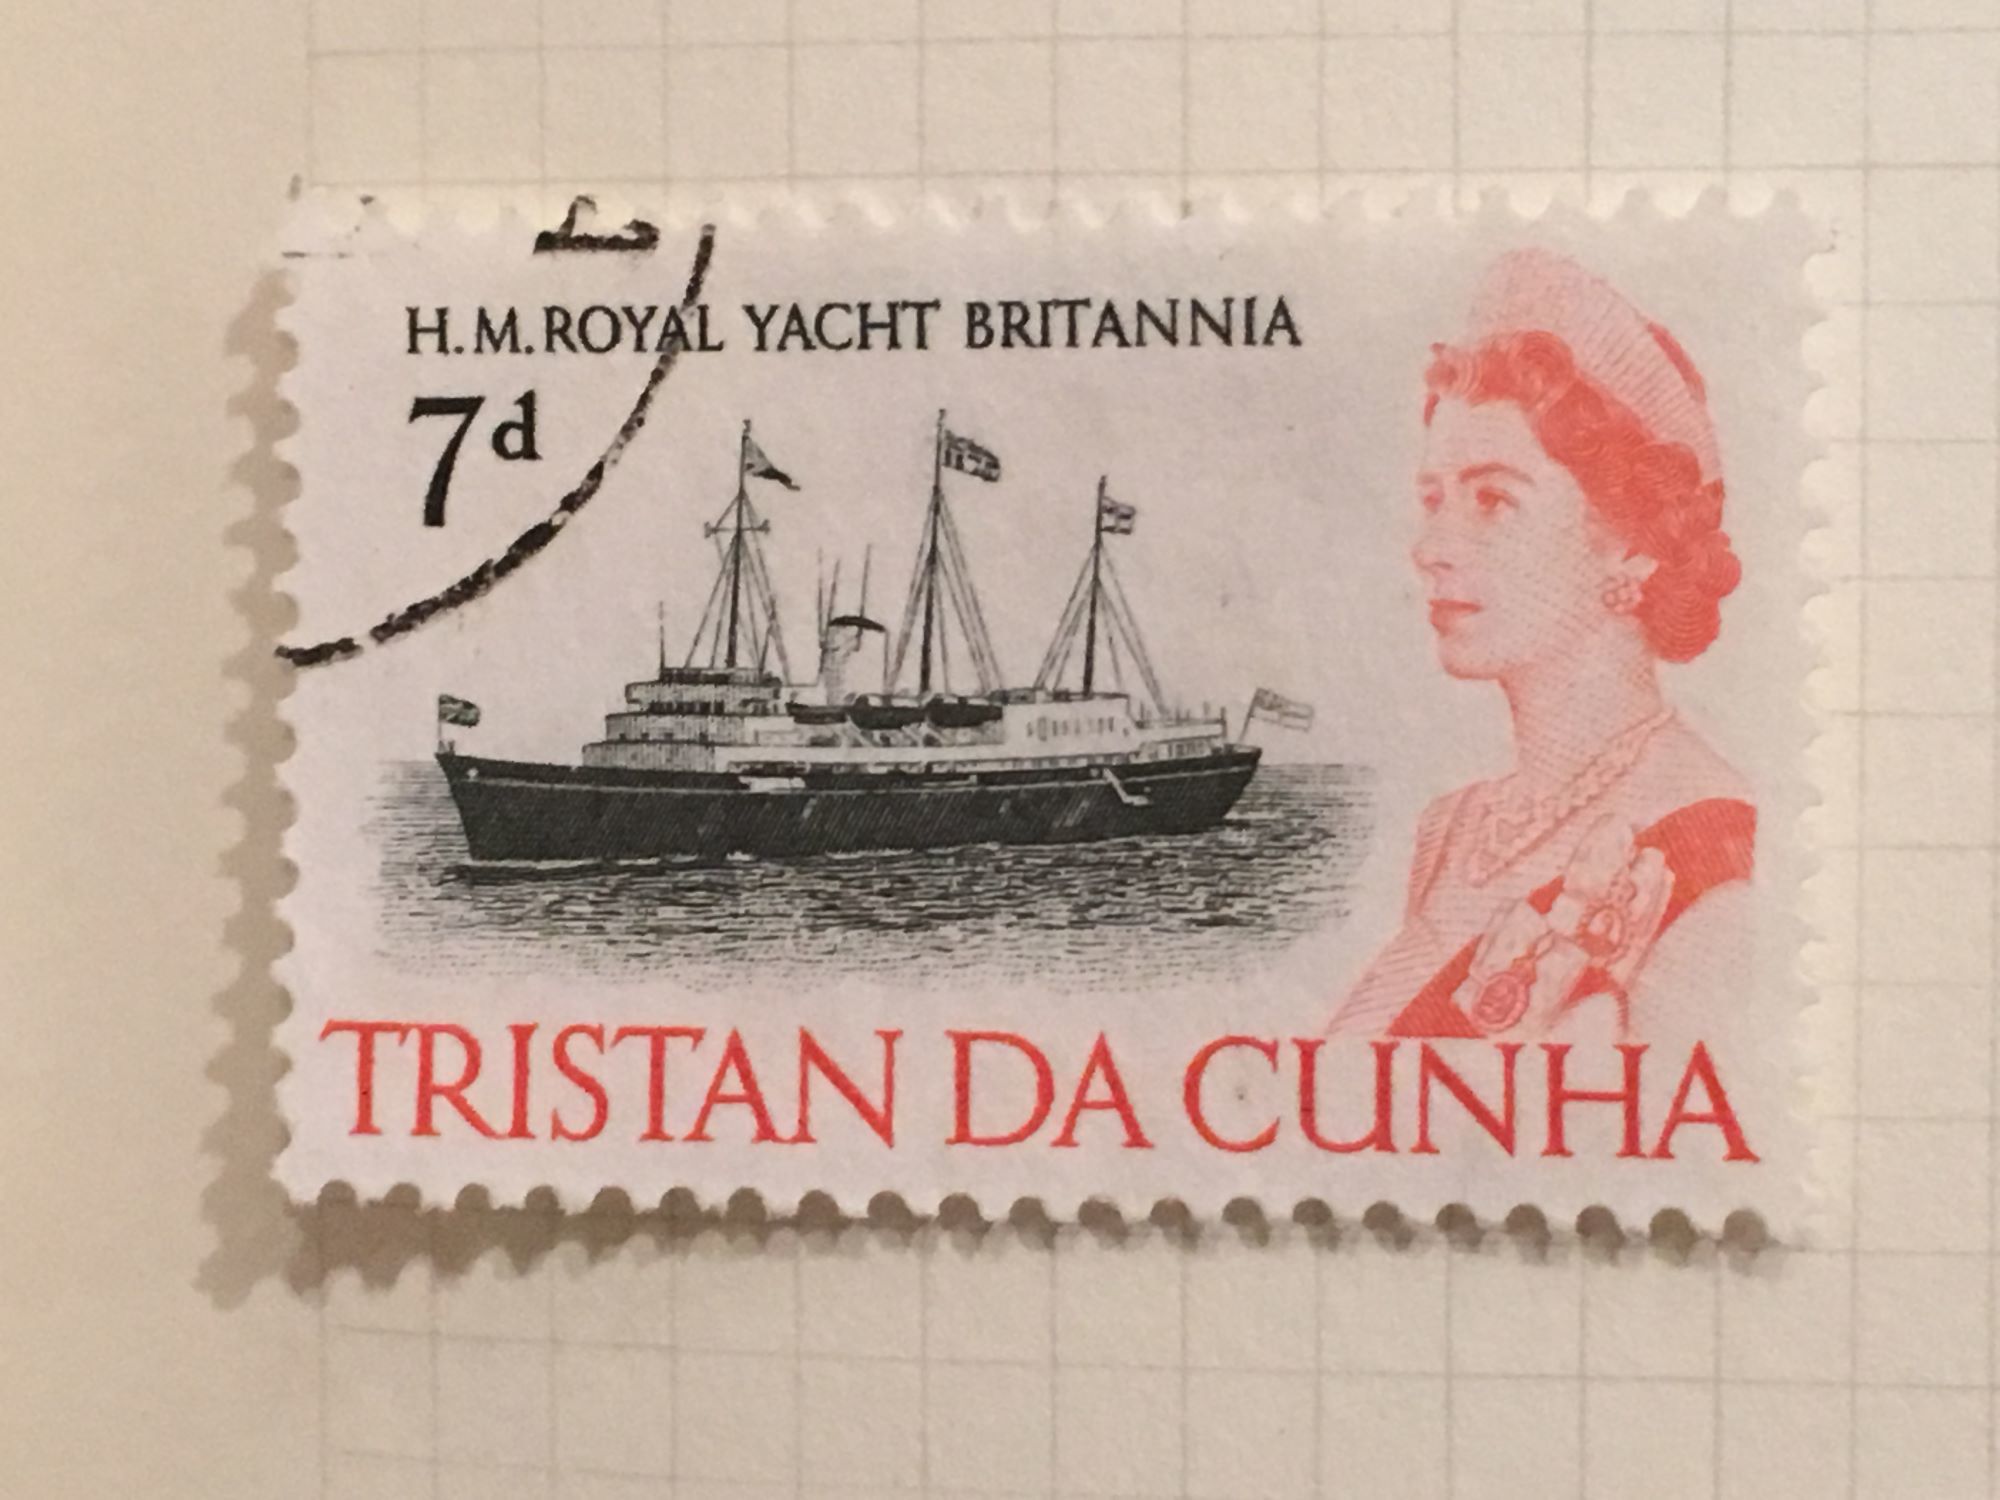 H.M.ROYAL YACHT BRITANNIA
7d
TRISTAN DA CUNHA